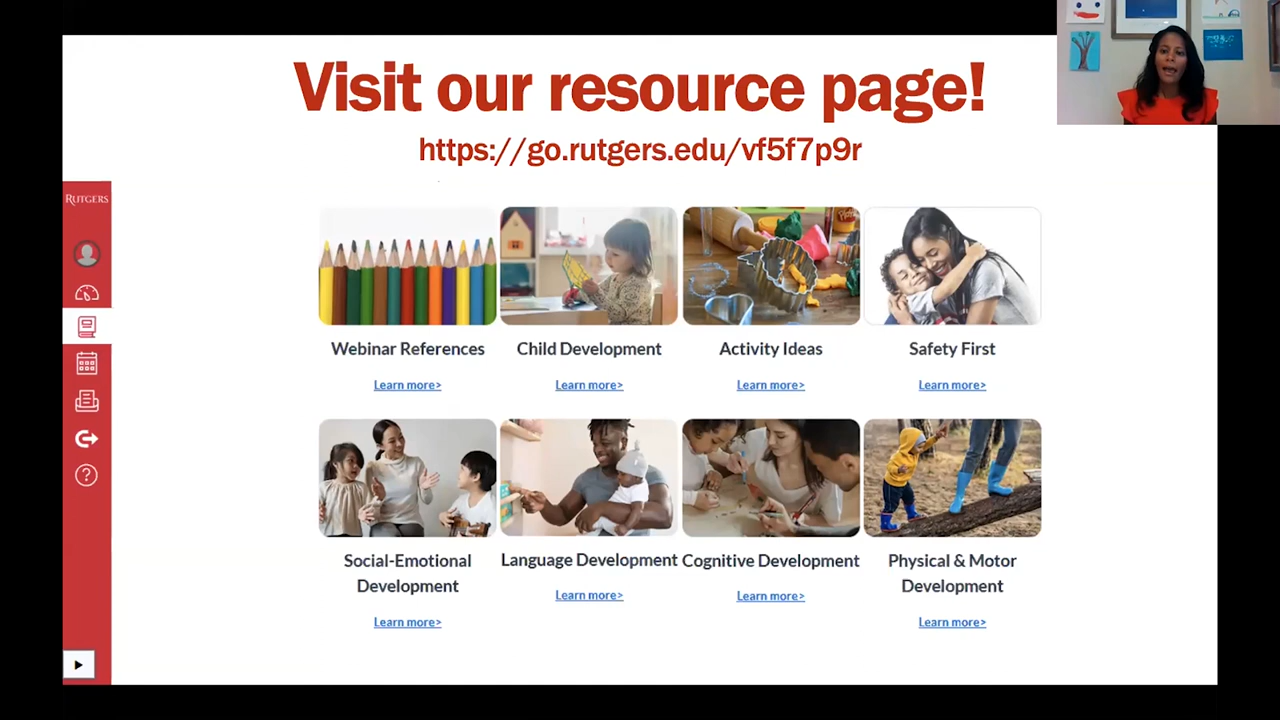 Visit our resource page!
https://go.rutgers.edu/vf5f7p9r
RUTGERS
Webinar References
Child Development
Activity Ideas
Safety First
Learn more>
Learn more>
Learn more>
Learn more>
Social-Emotional
Development
Language Development
Cognitive Development
Physical & Motor
Development
Learn more>
Learn more>
Learn more>
Learn more>